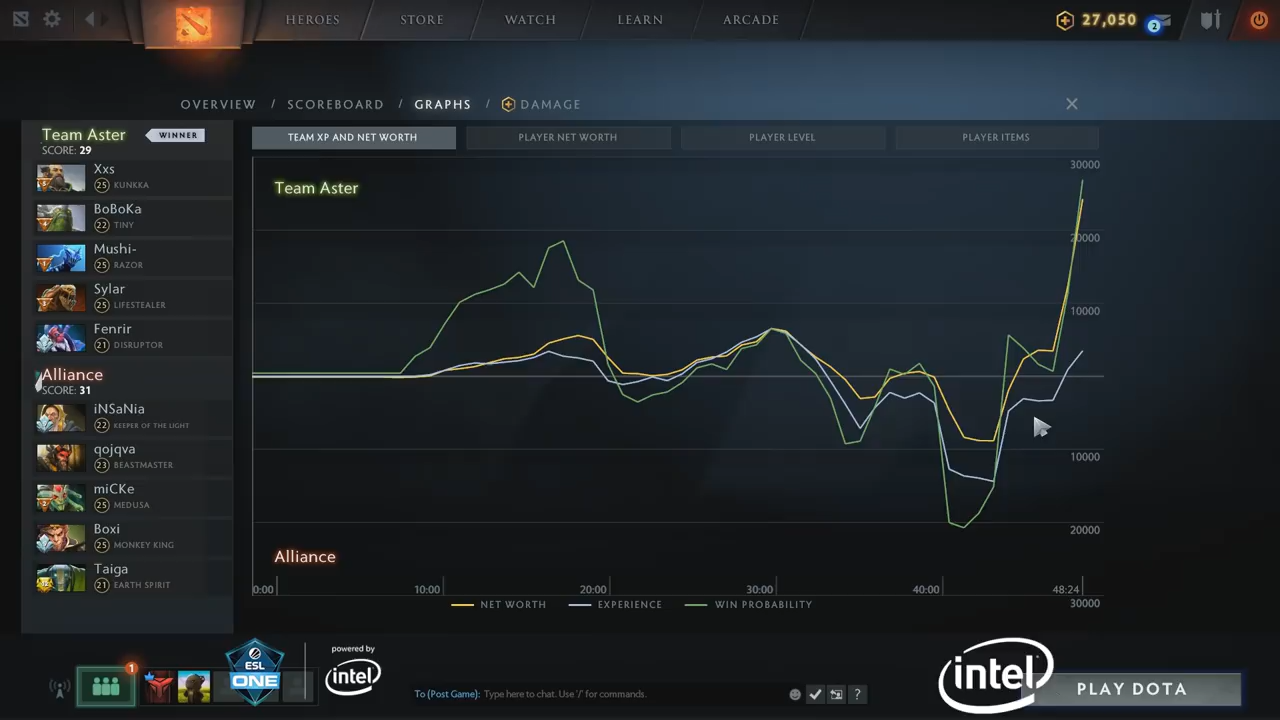 HEROES
STORE
WATCH
LEARN
ARCADE
27,050
2
OVERVIEW / SCOREBOARD / GRAPHS / DAMAGE
Team Aster WINNER
SCORE: 29
Xxs
25 KUNKKA
BoBoKa
22 TINY
Mushi-
25 RAZOR
Sylar
25 LIFESTEALER
Fenrir
21 DISRUPTOR
Alliance
SCORE: 31
iNSaNia
22 KEEPER OF THE LIGHT
qojqva
23 BEASTMASTER
miCKe
25 MEDUSA
Boxi
25 MONKEY KING
Taiga
21 EARTH SPIRIT
TEAM XP AND NET WORTH
PLAYER NET WORTH
PLAYER LEVEL
PLAYER ITEMS
Team Aster
30000
20000
10000
10000
20000
30000
Alliance
0:00
10:00
20:00
30:00
40:00
48:24
NET WORTH
EXPERIENCE
WIN PROBABILITY
1
ESL
ONE
powered by
intel
To (Post Game): Type here to chat. Use '/' for commands.
?
intel
PLAY DOTA